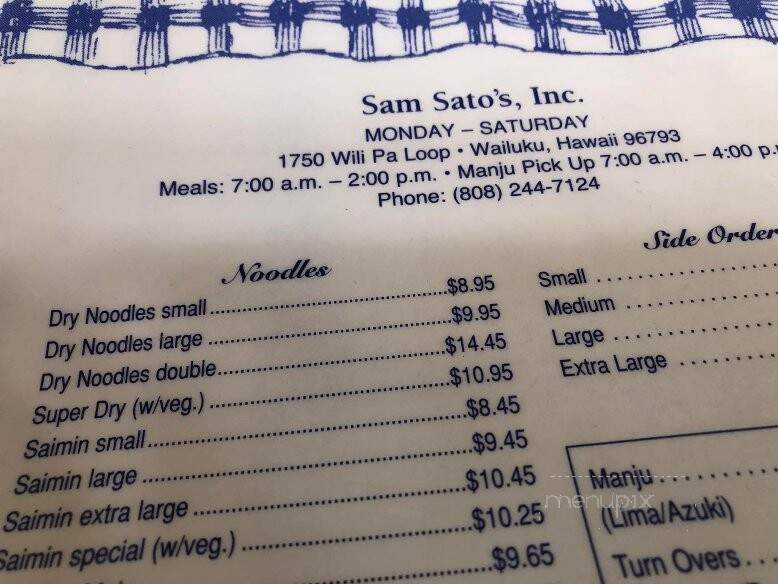 Sam Sato's, Inc.
MONDAY – SATURDAY
1750 Wili Pa Loop • Wailuku, Hawaii 96793
Meals: 7:00 a.m. – 2:00 p.m. • Manju Pick Up 7:00 a.m. – 4:00 p.
Phone: (808) 244-7124
Noodles
Dry Noodles small $8.95
Dry Noodles large $9.95
Dry Noodles double $14.45
Super Dry (w/veg.) $10.95
Saimin small $8.45
Saimin large $9.45
Saimin extra large $10.45
Saimin special (w/veg.) $10.25
$9.65
Side Order
Small
Medium
Large
Extra Large
Manju
(Lima/Azuki)
Turn Overs
menupix